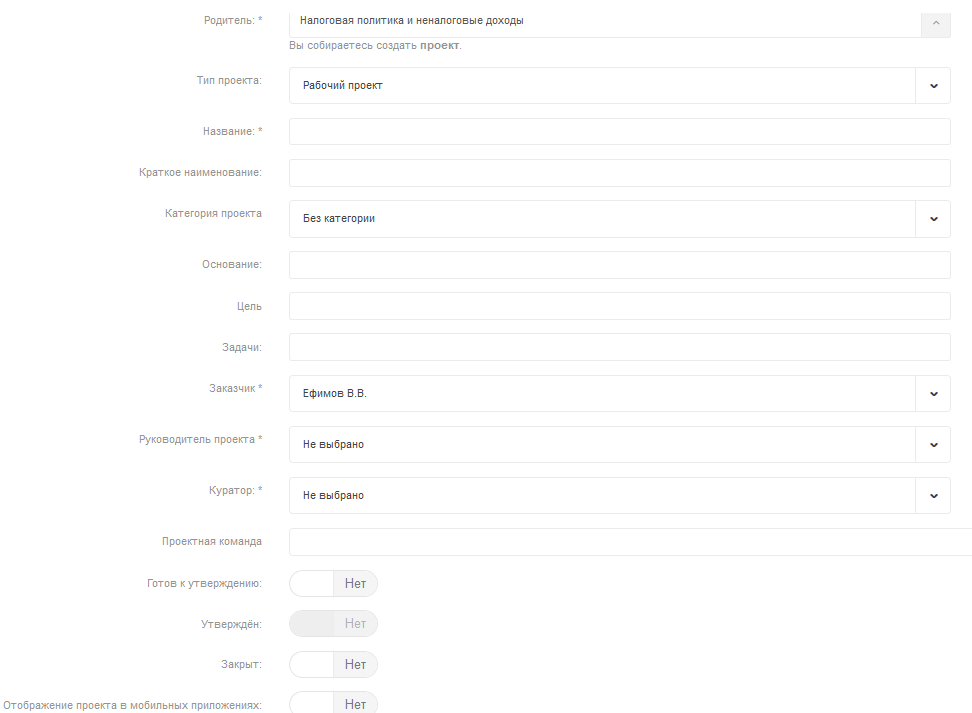 Родитель: * Налоговая политика и неналоговые доходы
Вы собираетесь создать проект.
Тип проекта: Рабочий проект
Название: *
Краткое наименование:
Категория проекта Без категории
Основание:
Цель
Задачи:
Заказчик * Ефимов В.В.
Руководитель проекта * Не выбрано
Куратор: * Не выбрано
Проектная команда
Готов к утверждению: Нет
Утверждён: Нет
Закрыт: Нет
Отображение проекта в мобильных приложениях: Нет